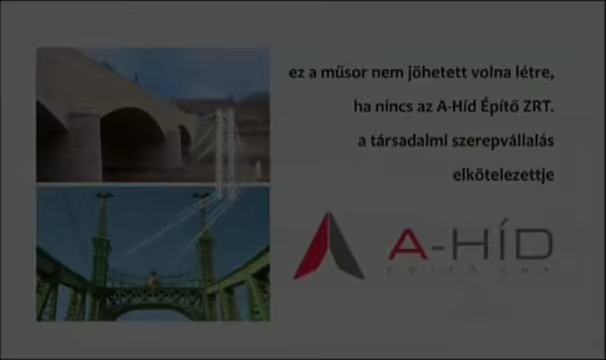 ez a műsor nem jöhetett volna létre,
ha nincs az A-Híd Építő ZRT.
a társadalmi szerepvállalás
elkötelezettje
A-HÍD
ÉPÍTŐ ZRT